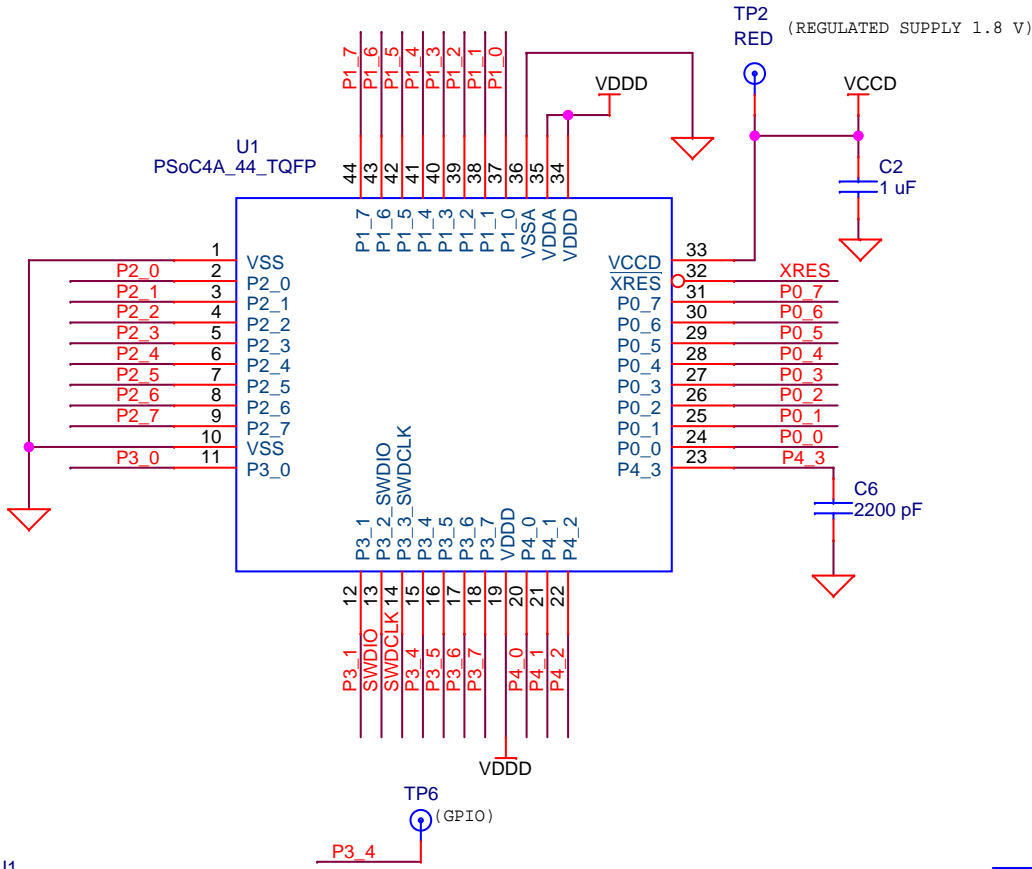 TP2
(REGULATED SUPPLY 1.8 V)
RED
P1_7
P1_6
P1_5
P1_4
P1_3
P1_2
P1_1
P1_0
VDDD
VCCD
U1
PSoC4A_44_TQFP
C2
1 uF
44
43
42
41
40
39
38
37
36
35
34
P1_7
P1_6
P1_5
P1_4
P1_3
P1_2
P1_1
P1_0
VSSA
VDDA
VDDD
1 VSS
P2_0 2 P2_0
P2_1 3 P2_1
P2_2 4 P2_2
P2_3 5 P2_3
P2_4 6 P2_4
P2_5 7 P2_5
P2_6 8 P2_6
P2_7 9 P2_7
10 VSS
P3_0 11 P3_0
VCCD 33
XRES 32 XRES
P0_7 31 P0_7
P0_6 30 P0_6
P0_5 29 P0_5
P0_4 28 P0_4
P0_3 27 P0_3
P0_2 26 P0_2
P0_1 25 P0_1
P0_0 24 P0_0
P4_3 23 P4_3
C6
2200 pF
P3_1
P3_2_SWDIO
P3_3_SWDCLK
P3_4
P3_5
P3_6
P3_7
VDDD
P4_0
P4_1
P4_2
12
13
14
15
16
17
18
19
20
21
22
P3_1
SWDIO
SWDCLK
P3_4
P3_5
P3_6
P3_7
P4_0
P4_1
P4_2
VDDD
TP6
(GPIO)
P3_4